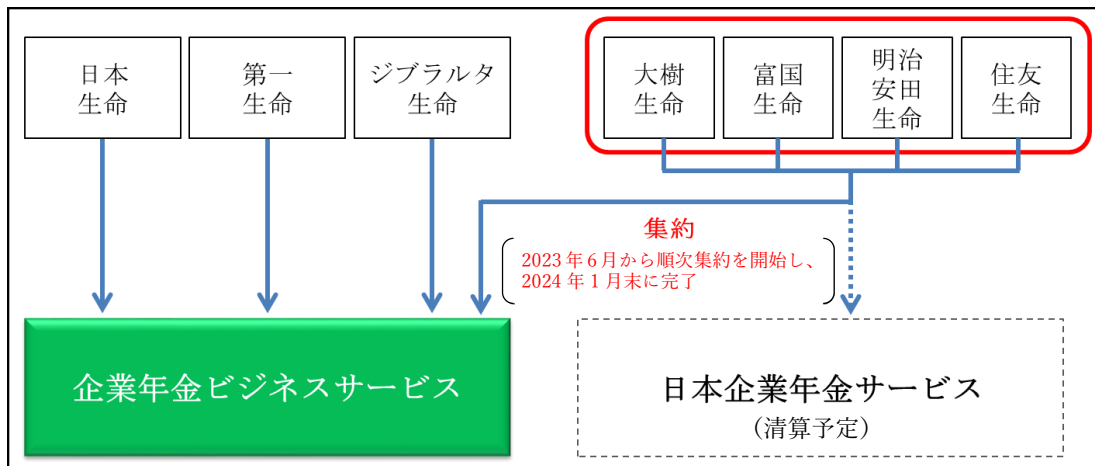 日本
生命
第一
生命
ジブラルタ
生命
大樹
生命
富国
生命
明治
安田
生命
住友
生命
集約
2023年6月から順次集約を開始し、
2024年1月末に完了
企業年金ビジネスサービス
日本企業年金サービス
（清算予定）